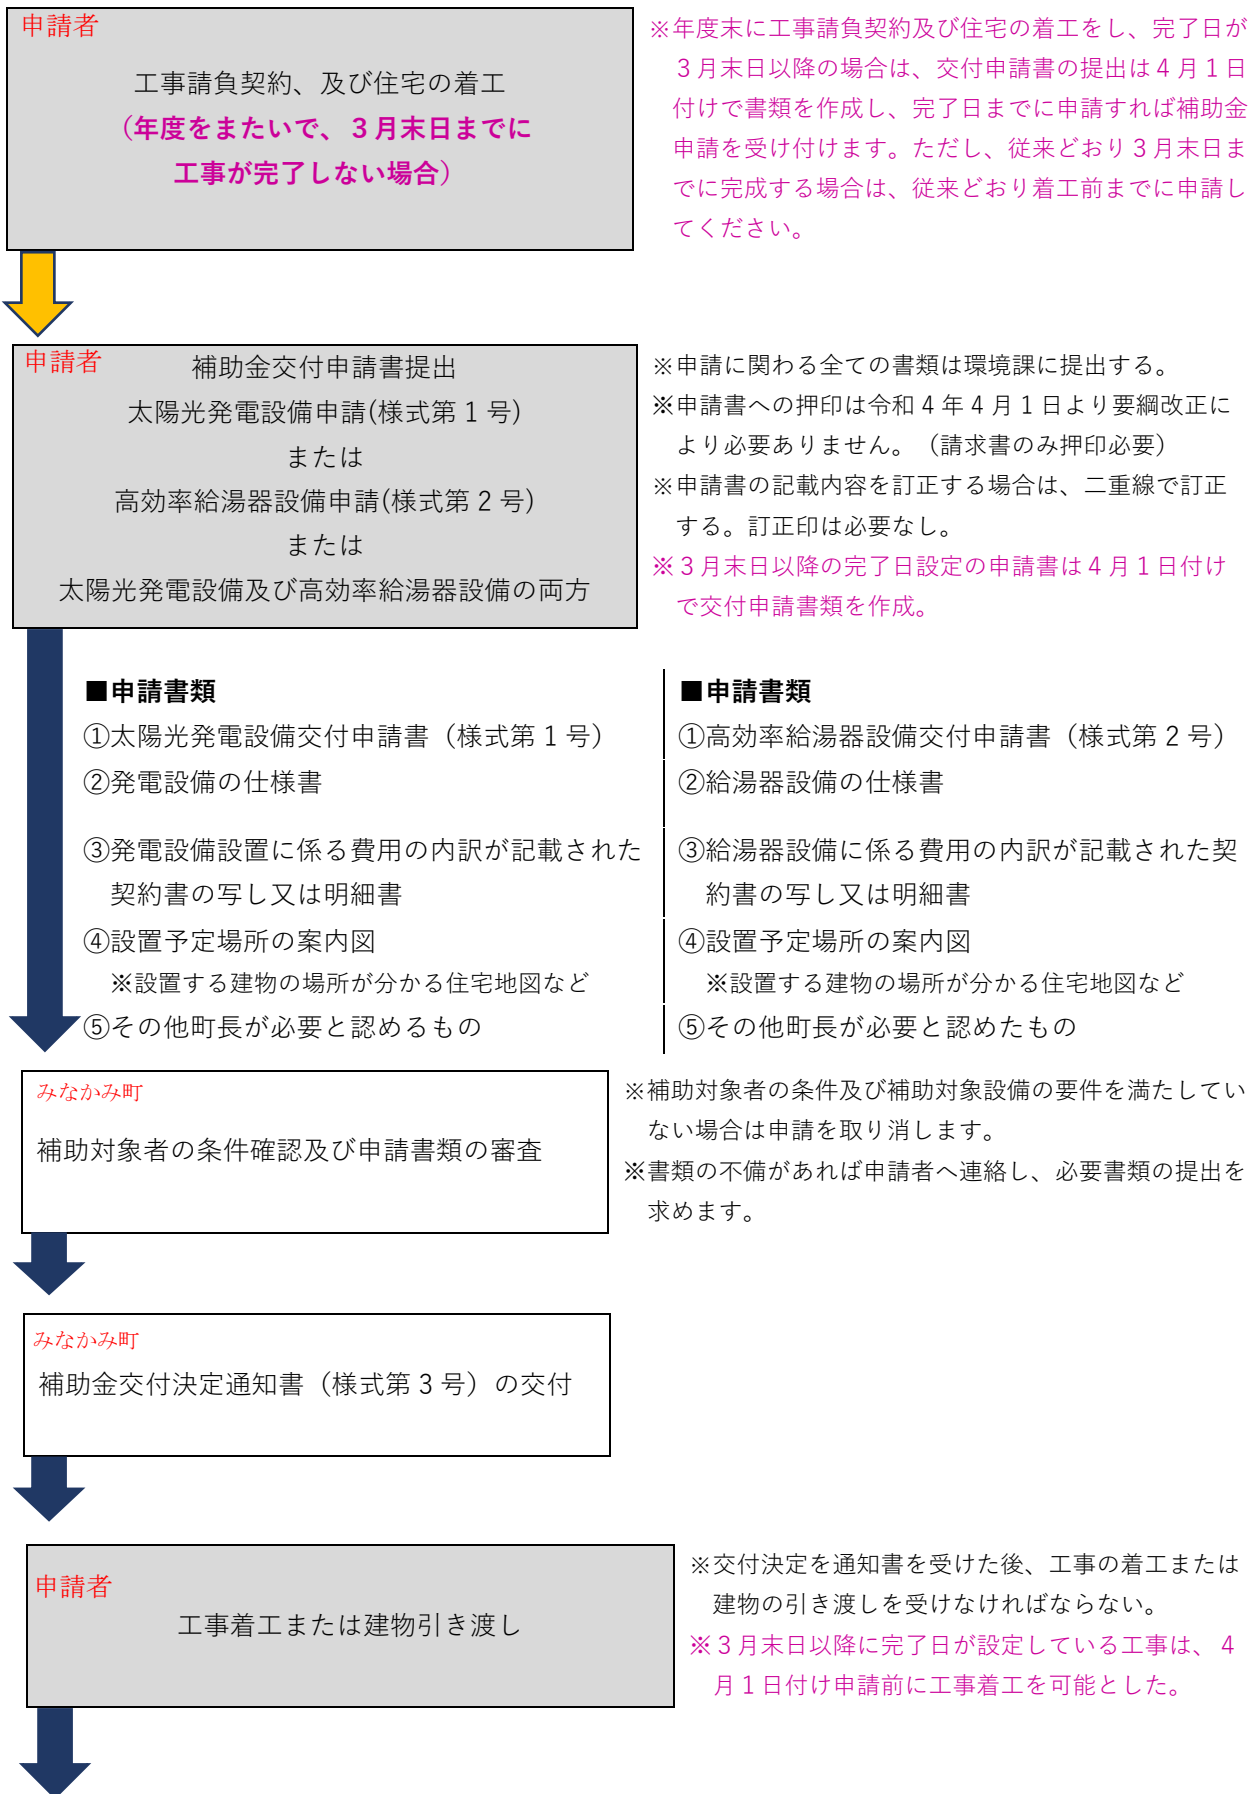 申請者
工事請負契約、及び住宅の着工
（年度をまたいで、３月末日までに
工事が完了しない場合）
※年度末に工事請負契約及び住宅の着工をし、完了日が
３月末日以降の場合は、交付申請書の提出は４月１日
付けで書類を作成し、完了日までに申請すれば補助金
申請を受け付けます。ただし、従来どおり３月末日ま
でに完成する場合は、従来どおり着工前までに申請し
てください。
申請者
補助金交付申請書提出
太陽光発電設備申請(様式第１号)
または
高効率給湯器設備申請(様式第２号)
または
太陽光発電設備及び高効率給湯器設備の両方
※申請に関わる全ての書類は環境課に提出する。
※申請書への押印は令和４年４月１日より要綱改正に
より必要ありません。（請求書のみ押印必要）
※申請書の記載内容を訂正する場合は、二重線で訂正
する。訂正印は必要なし。
※３月末日以降の完了日設定の申請書は４月１日付け
で交付申請書類を作成。
■申請書類
①太陽光発電設備交付申請書（様式第１号）
②発電設備の仕様書
③発電設備設置に係る費用の内訳が記載された
契約書の写し又は明細書
④設置予定場所の案内図
※設置する建物の場所が分かる住宅地図など
⑤その他町長が必要と認めるもの
■申請書類
①高効率給湯器設備交付申請書（様式第２号）
②給湯器設備の仕様書
③給湯器設備に係る費用の内訳が記載された契
約書の写し又は明細書
④設置予定場所の案内図
※設置する建物の場所が分かる住宅地図など
⑤その他町長が必要と認めたもの
みなかみ町
補助対象者の条件確認及び申請書類の審査
※補助対象者の条件及び補助対象設備の要件を満たしてい
ない場合は申請を取り消します。
※書類の不備があれば申請者へ連絡し、必要書類の提出を
求めます。
みなかみ町
補助金交付決定通知書（様式第３号）の交付
申請者
工事着工または建物引き渡し
※交付決定を通知書を受けた後、工事の着工または
建物の引き渡しを受けなければならない。
※３月末日以降に完了日が設定している工事は、４
月１日付け申請前に工事着工を可能とした。